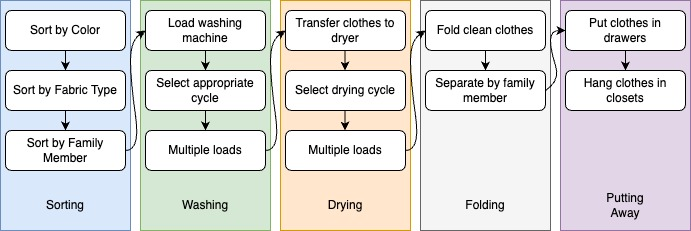 Sort by Color
Sort by Fabric Type
Sort by Family
Member
Sorting
Load washing
machine
Select appropriate
cycle
Multiple loads
Washing
Transfer clothes to
dryer
Select drying cycle
Multiple loads
Drying
Fold clean clothes
Separate by family
member
Folding
Put clothes in
drawers
Hang clothes in
closets
Putting
Away